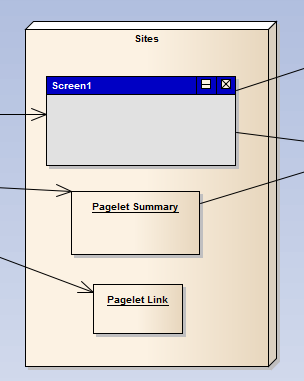 Sites
Screen1
Pagelet Summary
Pagelet Link